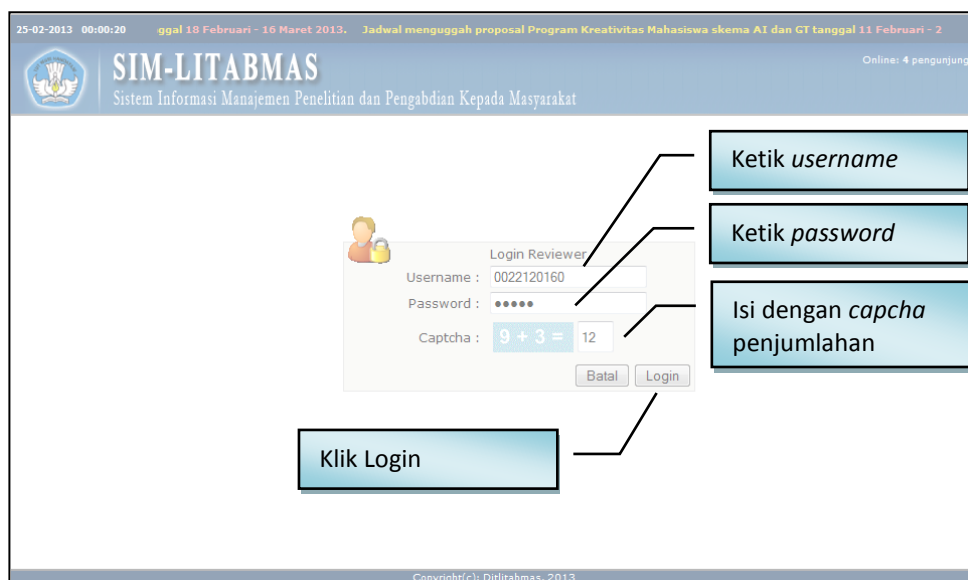 25-02-2013 00:00:20 ggal 18 Februari - 16 Maret 2013. Jadwal menguggah proposal Program Kreativitas Mahasiswa skema AI dan GT tanggal 11 Februari - 2
SIM-LITABMAS
Online: 4 pengunjung
Sistem Informasi Manajemen Penelitian dan Pengabdian Kepada Masyarakat
Ketik username
Ketik password
Isi dengan capcha
penjumlahan
Login Reviewer
Username : 0022120160
Password : •••••
Captcha : 9 + 3 = 12
Batal Login
Klik Login
Copyright(c): Ditlitabmas, 2013